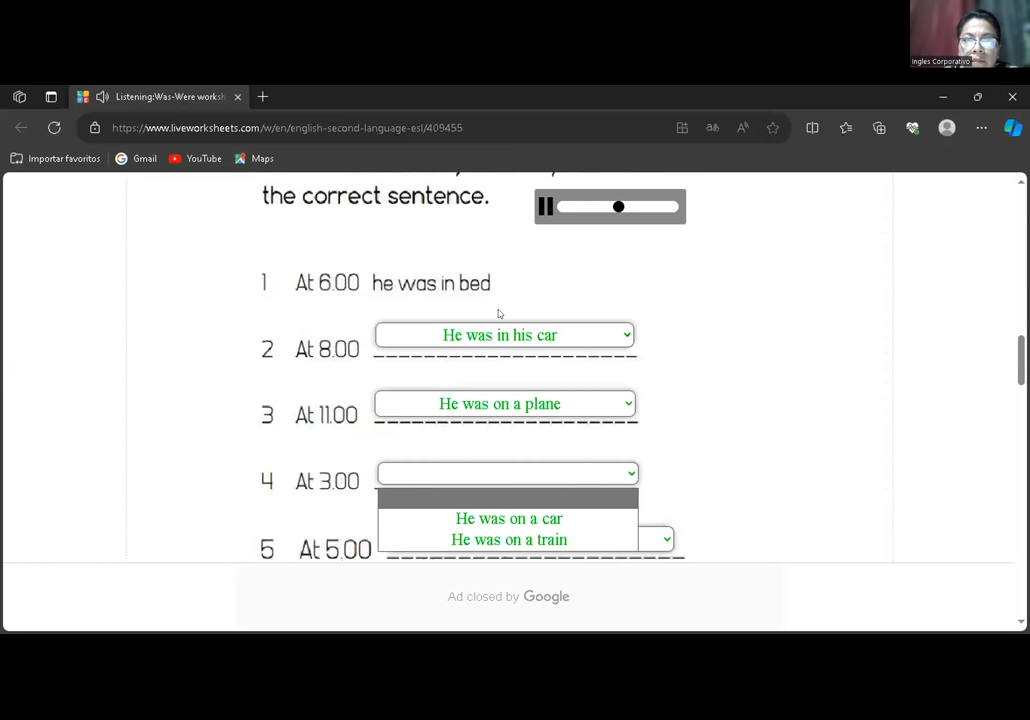 Ingles Corporativo
Listening:Was-Were worksh
https://www.liveworksheets.com/w/en/english-second-language-esl/409455
Importar favoritos Gmail YouTube Maps
the correct sentence.
1 At 6.00 he was in bed
2 At 8.00 He was in his car
3 At 11.00 He was on a plane
4 At 3.00
He was on a car
He was on a train
5 At 5.00
Ad closed by Google